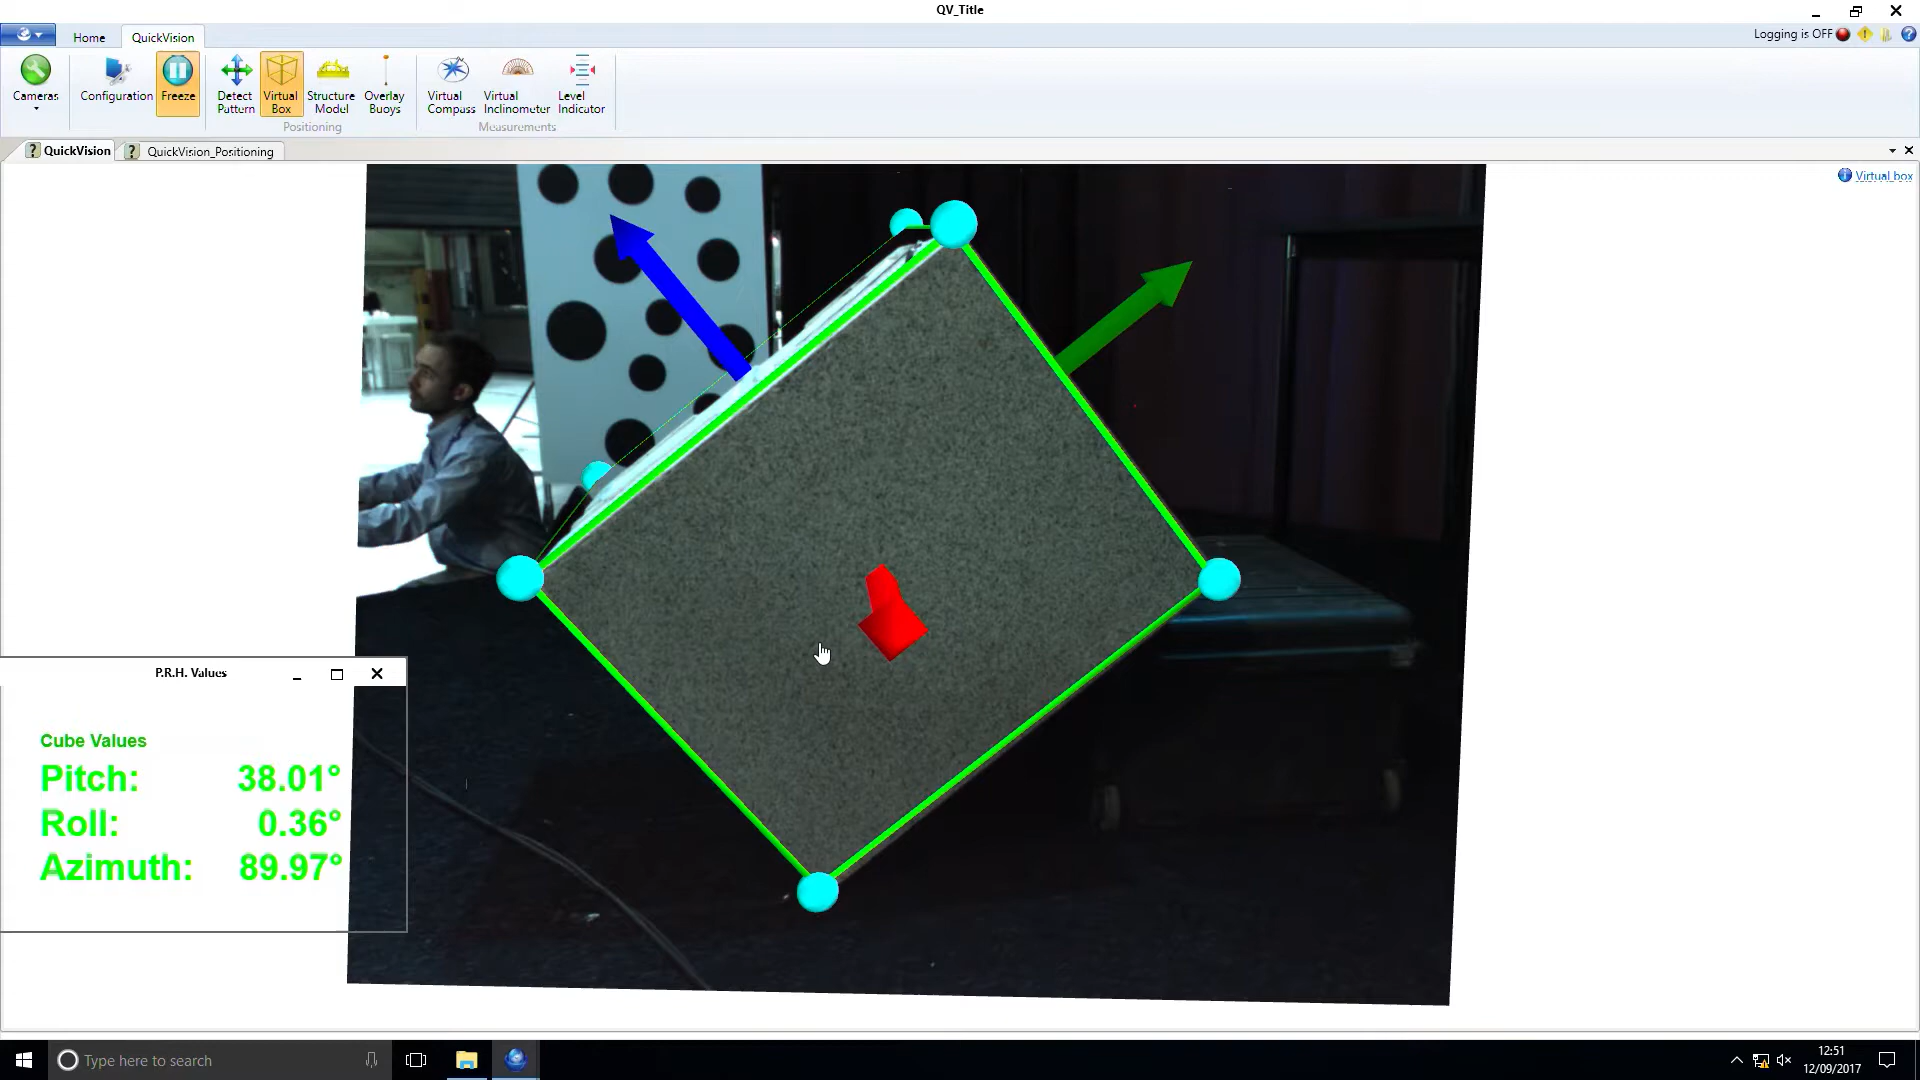 QV_Title
Home
QuickVision
Logging is OFF
Cameras
Configuration
Freeze
Detect Pattern
Virtual Box
Structure Model
Overlay Buoys
Virtual Compass
Virtual Inclinometer
Level Indicator
Positioning
Measurements
QuickVision
QuickVision_Positioning
Virtual box
P.R.H. Values
Cube Values
Pitch: 38.01°
Roll: 0.36°
Azimuth: 89.97°
Type here to search
12:51
12/09/2017